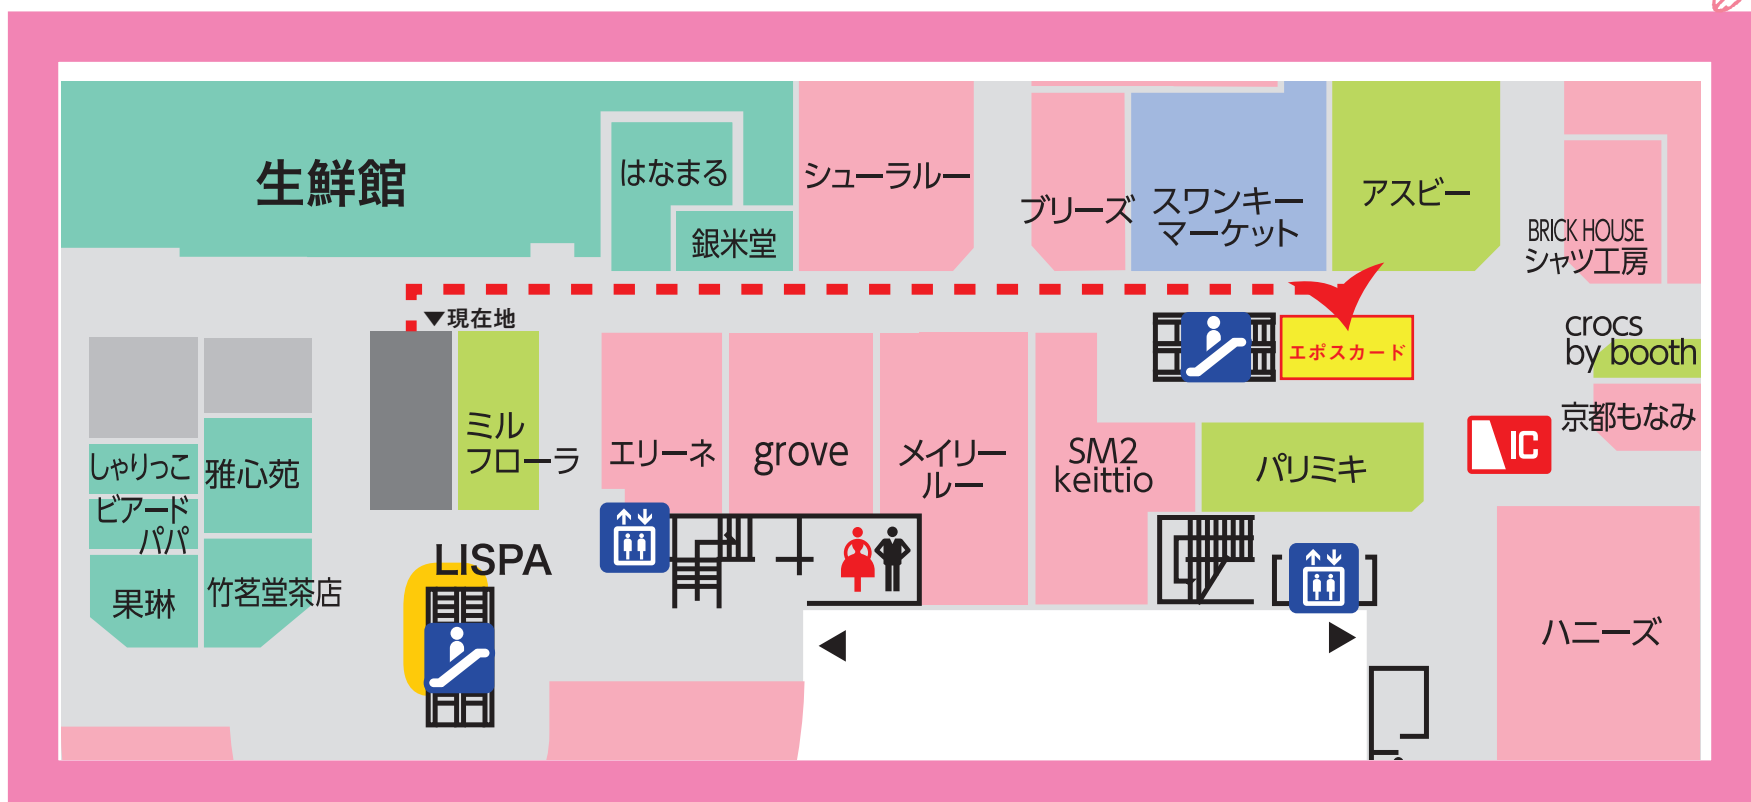 生鮮館
はなまる
銀米堂
シューラルー
ブリーズ
スワンキー
マーケット
アスビー
BRICK HOUSE
シャツ工房
▼現在地
エポスカード
crocs
by booth
京都もなみ
IC
しゃりっこ
雅心苑
ビアード
パパ
果琳
竹茗堂茶店
ミル
フローラ
エリーネ
grove
メイリー
ルー
SM2
keittio
パリミキ
LISPA
ハニーズ